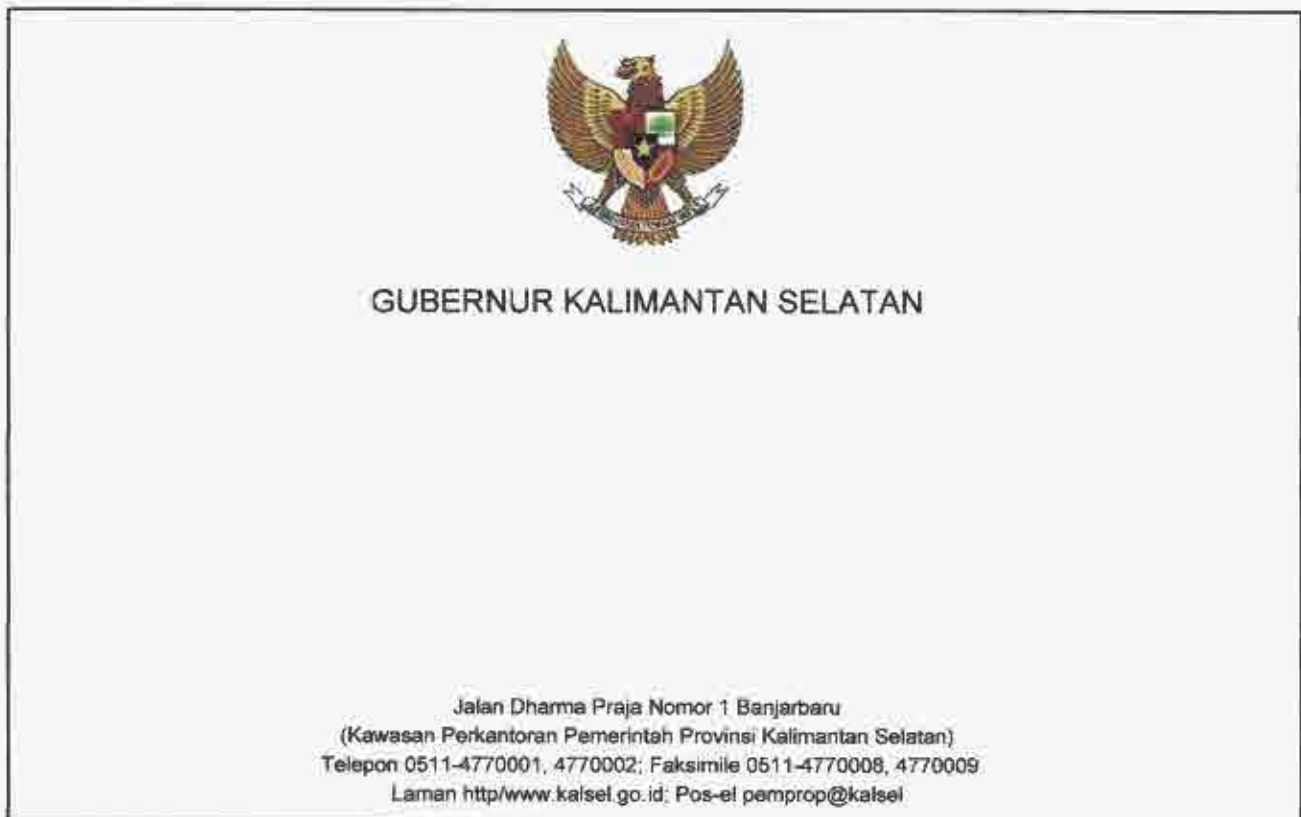 GUBERNUR KALIMANTAN SELATAN
Jalan Dharma Praja Nomor 1 Banjarbaru
(Kawasan Perkantoran Pemerintah Provinsi Kalimantan Selatan)
Telepon 0511-4770001, 4770002; Faksimile 0511-4770008, 4770009
Laman http/www.kalsel.go.id; Pos-el pemprop@kalsel